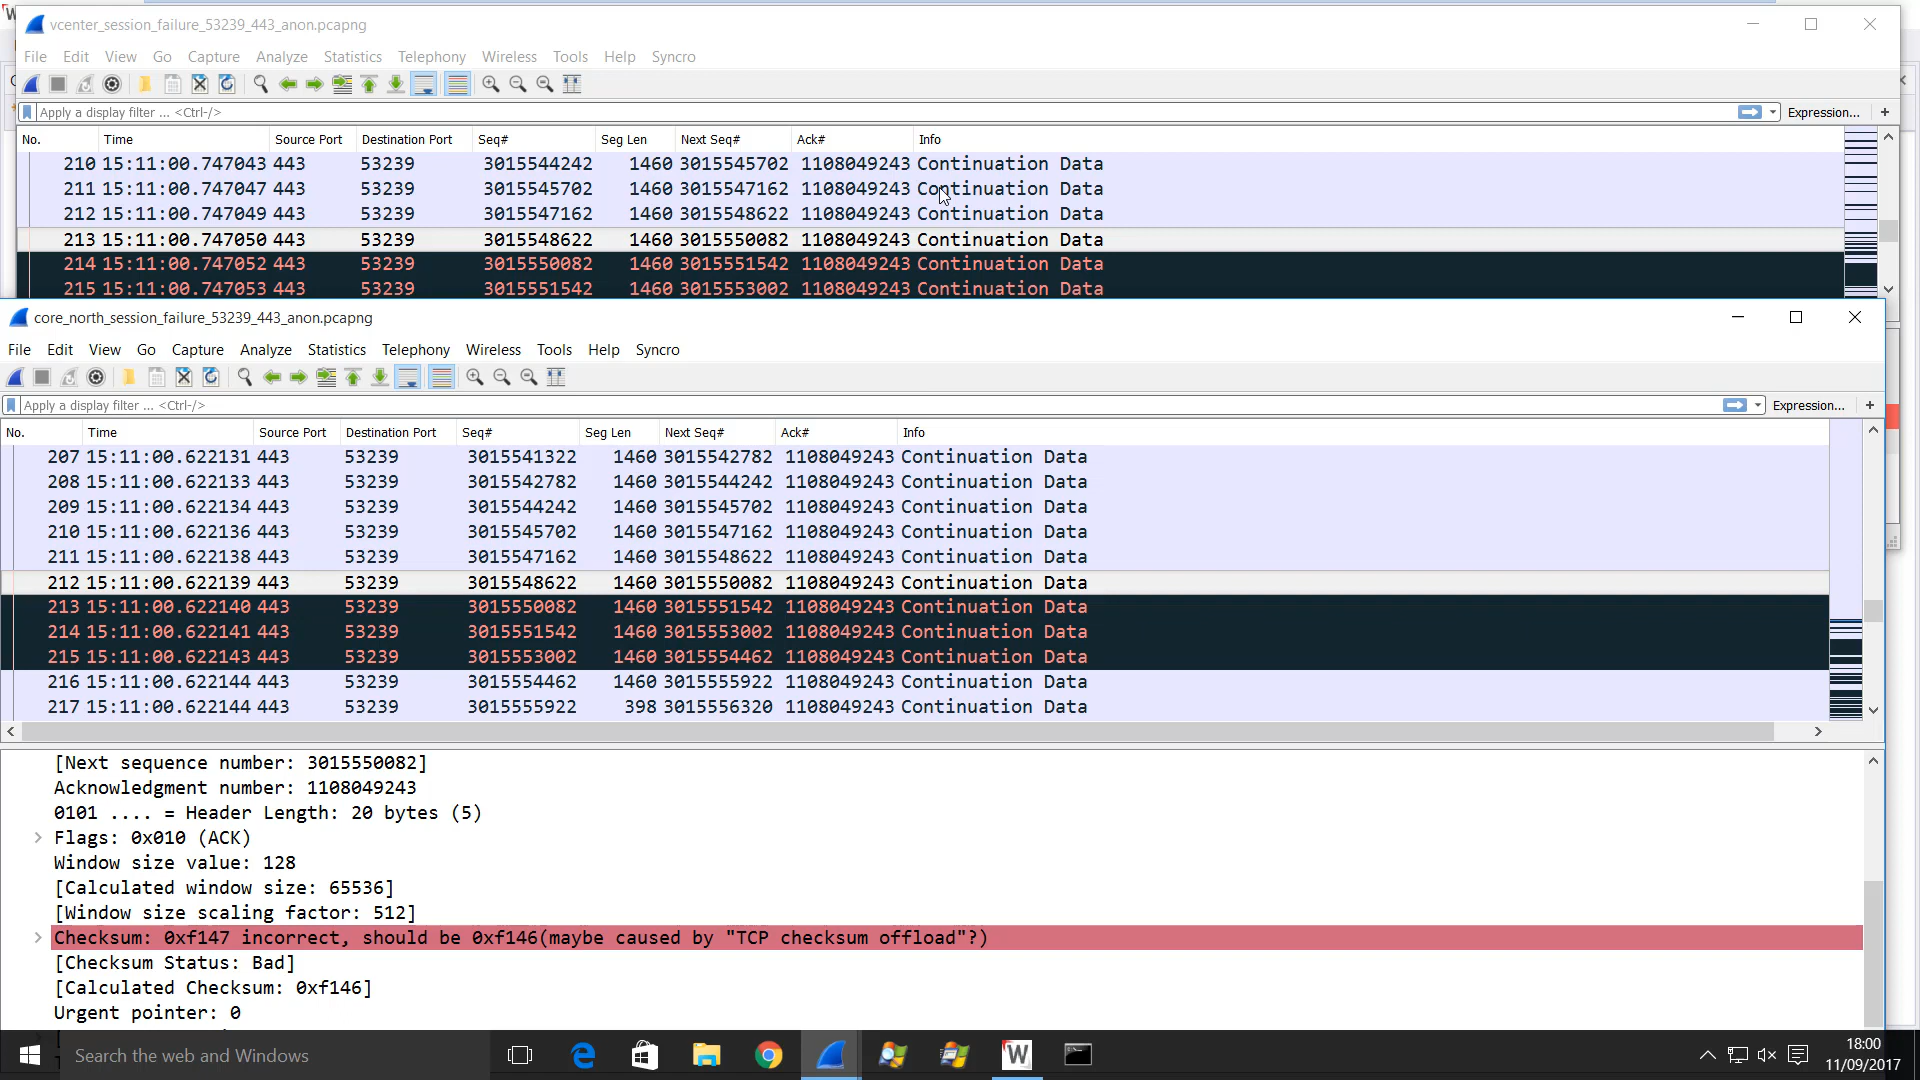 vcenter_session_failure_53239_443_anon.pcapng
File Edit View Go Capture Analyze Statistics Telephony Wireless Tools Help Syncro
Apply a display filter ... <Ctrl-/> Expression... +
No. Time Source Port Destination Port Seq# Seg Len Next Seq# Ack# Info
210 15:11:00.747043 443 53239 3015544242 1460 3015545702 1108049243 Continuation Data
211 15:11:00.747047 443 53239 3015545702 1460 3015547162 1108049243 Continuation Data
212 15:11:00.747049 443 53239 3015547162 1460 3015548622 1108049243 Continuation Data
213 15:11:00.747050 443 53239 3015548622 1460 3015550082 1108049243 Continuation Data
214 15:11:00.747052 443 53239 3015550082 1460 3015551542 1108049243 Continuation Data
215 15:11:00.747053 443 53239 3015551542 1460 3015553002 1108049243 Continuation Data
core_north_session_failure_53239_443_anon.pcapng
File Edit View Go Capture Analyze Statistics Telephony Wireless Tools Help Syncro
Apply a display filter ... <Ctrl-/> Expression... +
No. Time Source Port Destination Port Seq# Seg Len Next Seq# Ack# Info
207 15:11:00.622131 443 53239 3015541322 1460 3015542782 1108049243 Continuation Data
208 15:11:00.622133 443 53239 3015542782 1460 3015544242 1108049243 Continuation Data
209 15:11:00.622134 443 53239 3015544242 1460 3015545702 1108049243 Continuation Data
210 15:11:00.622136 443 53239 3015545702 1460 3015547162 1108049243 Continuation Data
211 15:11:00.622138 443 53239 3015547162 1460 3015548622 1108049243 Continuation Data
212 15:11:00.622139 443 53239 3015548622 1460 3015550082 1108049243 Continuation Data
213 15:11:00.622140 443 53239 3015550082 1460 3015551542 1108049243 Continuation Data
214 15:11:00.622141 443 53239 3015551542 1460 3015553002 1108049243 Continuation Data
215 15:11:00.622143 443 53239 3015553002 1460 3015554462 1108049243 Continuation Data
216 15:11:00.622144 443 53239 3015554462 1460 3015555922 1108049243 Continuation Data
217 15:11:00.622144 443 53239 3015555922 398 3015556320 1108049243 Continuation Data
[Next sequence number: 3015550082]
Acknowledgment number: 1108049243
0101 .... = Header Length: 20 bytes (5)
Flags: 0x010 (ACK)
Window size value: 128
[Calculated window size: 65536]
[Window size scaling factor: 512]
Checksum: 0xf147 incorrect, should be 0xf146(maybe caused by "TCP checksum offload"?)
[Checksum Status: Bad]
[Calculated Checksum: 0xf146]
Urgent pointer: 0
Search the web and Windows
W
18:00
11/09/2017